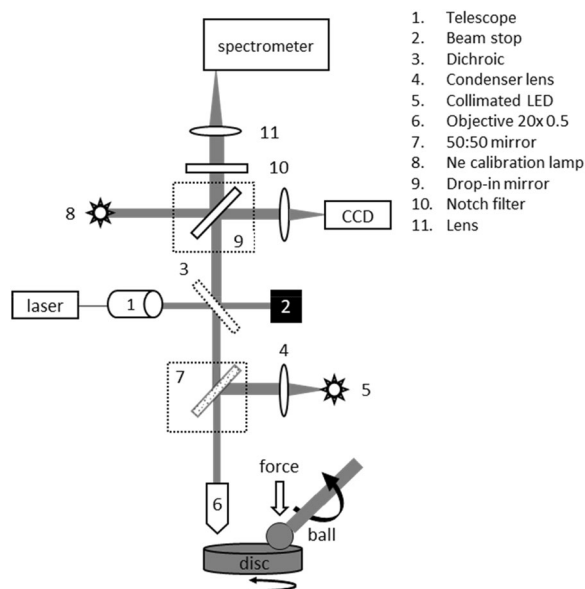 spectrometer
11
10
8
9
CCD
3
laser
1
2
7
4
5
6
force
ball
disc
1. Telescope
2. Beam stop
3. Dichroic
4. Condenser lens
5. Collimated LED
6. Objective 20x 0.5
7. 50:50 mirror
8. Ne calibration lamp
9. Drop-in mirror
10. Notch filter
11. Lens